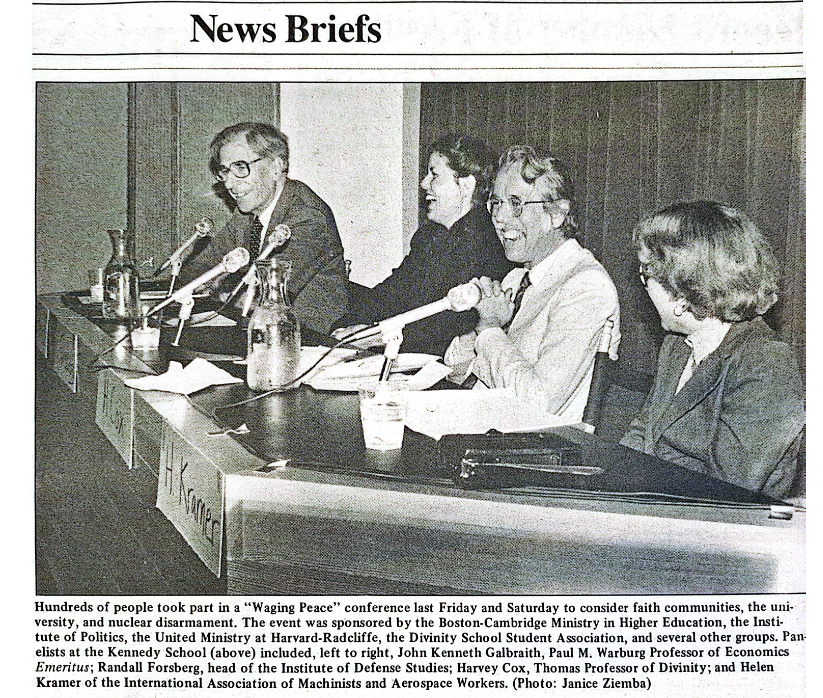 News Briefs
H Cox
H. Kramer
Hundreds of people took part in a “Waging Peace” conference last Friday and Saturday to consider faith communities, the uni-
versity, and nuclear disarmament. The event was sponsored by the Boston-Cambridge Ministry in Higher Education, the Insti-
tute of Politics, the United Ministry at Harvard-Radcliffe, the Divinity School Student Association, and several other groups. Pan-
elists at the Kennedy School (above) included, left to right, John Kenneth Galbraith, Paul M. Warburg Professor of Economics
Emeritus; Randall Forsberg, head of the Institute of Defense Studies; Harvey Cox, Thomas Professor of Divinity; and Helen
Kramer of the International Association of Machinists and Aerospace Workers. (Photo: Janice Ziemba)